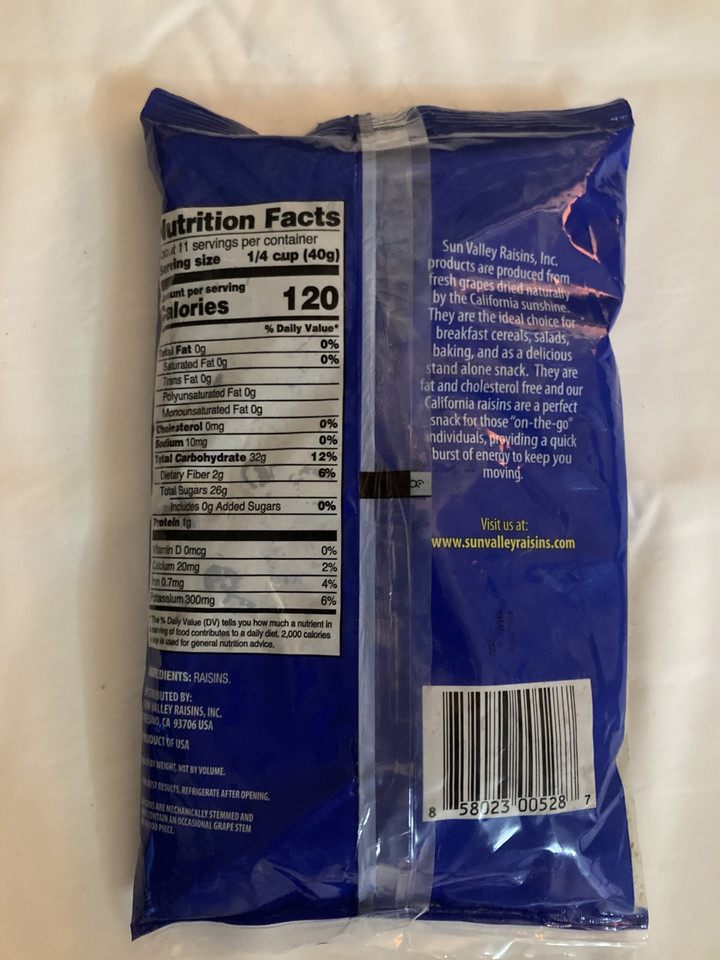 Nutrition Facts
about 11 servings per container
Serving size 1/4 cup (40g)
Amount per serving
Calories 120
% Daily Value*
Total Fat 0g 0%
Saturated Fat 0g 0%
Trans Fat 0g
Polyunsaturated Fat 0g
Monounsaturated Fat 0g
Cholesterol 0mg 0%
Sodium 10mg 0%
Total Carbohydrate 32g 12%
Dietary Fiber 2g 6%
Total Sugars 26g
Includes 0g Added Sugars 0%
Protein 1g
Vitamin D 0mcg 0%
Calcium 20mg 2%
Iron 0.7mg 4%
Potassium 300mg 6%
*The % Daily Value (DV) tells you how much a nutrient in
a serving of food contributes to a daily diet. 2,000 calories
a day is used for general nutrition advice.
INGREDIENTS: RAISINS.
DISTRIBUTED BY:
SUN VALLEY RAISINS, INC.
FRESNO, CA 93706 USA
PRODUCT OF USA
BY WEIGHT, NOT BY VOLUME.
FOR BEST RESULTS, REFRIGERATE AFTER OPENING.
ARE MECHANICALLY STEMMED AND
CONTAIN AN OCCASIONAL GRAPE STEM
PIECE.
Sun Valley Raisins, Inc.
products are produced from
fresh grapes dried naturally
by the California sunshine.
They are the ideal choice for
breakfast cereals, salads,
baking, and as a delicious
stand alone snack. They are
fat and cholesterol free and our
California raisins are a perfect
snack for those "on-the-go"
individuals, providing a quick
burst of energy to keep you
moving.
Visit us at:
www.sunvalleyraisins.com
8 58023 00528 7